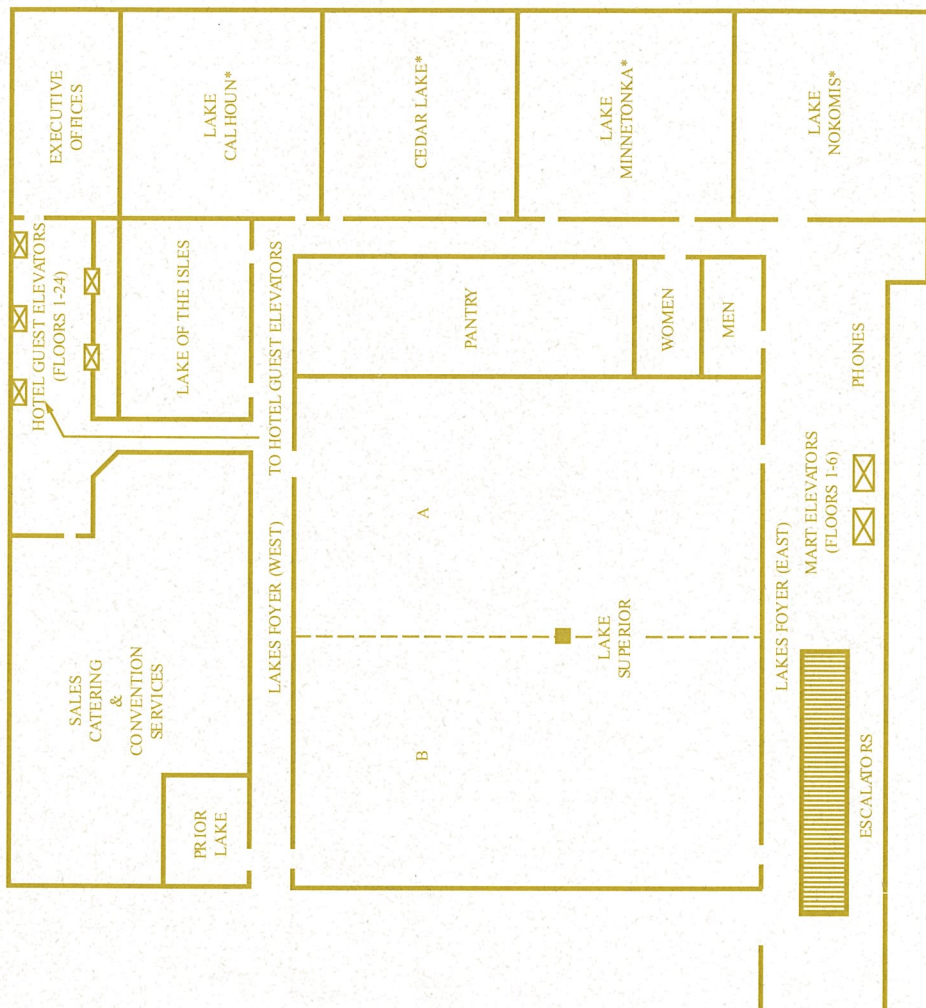 EXECUTIVE
OFFICES
LAKE
CALHOUN*
CEDAR LAKE*
LAKE
MINNETONKA*
LAKE
NOKOMIS*
HOTEL GUEST ELEVATORS
(FLOORS 1-24)
LAKE OF THE ISLES
TO HOTEL GUEST ELEVATORS
PANTRY
WOMEN
MEN
PHONES
MART ELEVATORS
(FLOORS 1-6)
SALES
CATERING
&
CONVENTION
SERVICES
PRIOR
LAKE
LAKES FOYER (WEST)
A
LAKE
SUPERIOR
B
LAKES FOYER (EAST)
ESCALATORS